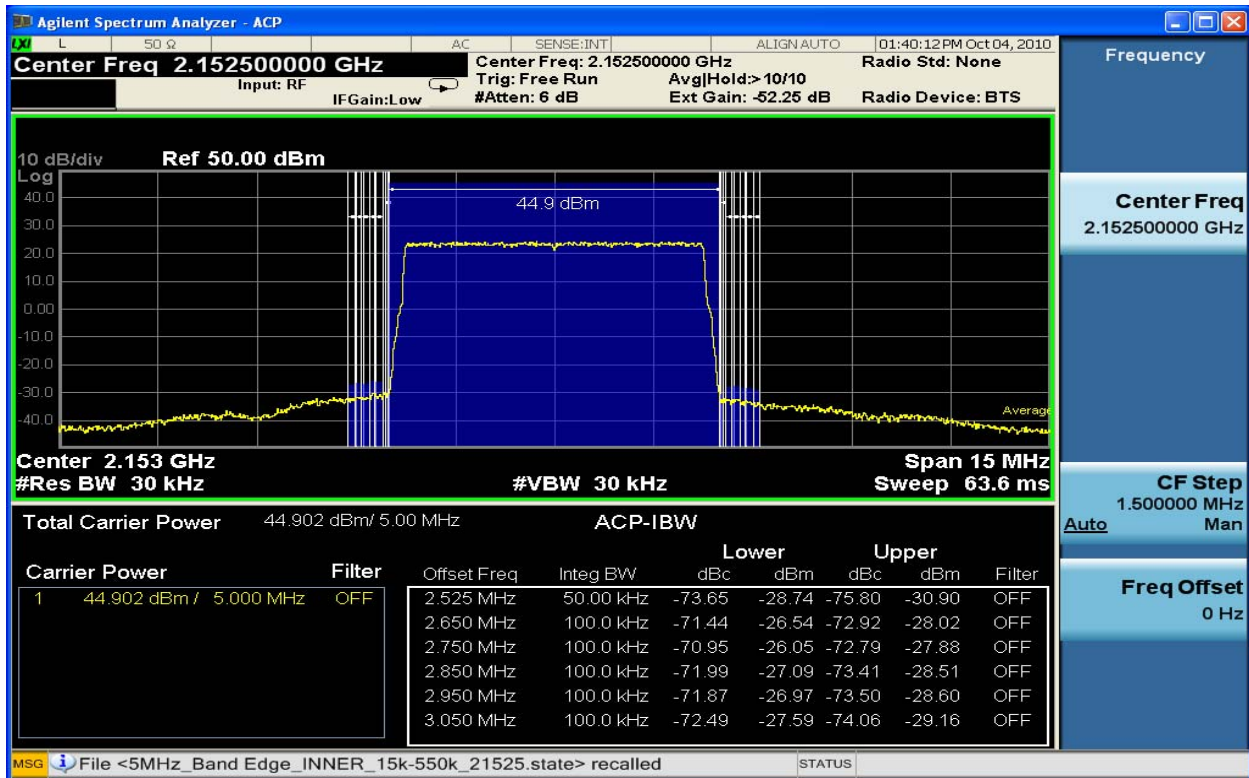 Agilent Spectrum Analyzer - ACP
LXI L 50 Ω AC SENSE:INT ALIGN AUTO 01:40:12 PM Oct 04, 2010
Center Freq 2.152500000 GHz
Input: RF
IFGain:Low
Center Freq: 2.152500000 GHz
Trig: Free Run
#Atten: 6 dB
Avg|Hold:>10/10
Ext Gain: -52.25 dB
Radio Std: None
Radio Device: BTS
10 dB/div Ref 50.00 dBm
Log
40.0
30.0
20.0
10.0
0.00
-10.0
-20.0
-30.0
-40.0
44.9 dBm
Average
Center 2.153 GHz Span 15 MHz
#Res BW 30 kHz #VBW 30 kHz Sweep 63.6 ms
Total Carrier Power 44.902 dBm/ 5.00 MHz ACP-IBW
Lower Upper
Carrier Power Filter
1 44.902 dBm / 5.000 MHz OFF
Offset Freq Integ BW dBc dBm dBc dBm Filter
2.525 MHz 50.00 kHz -73.65 -28.74 -75.80 -30.90 OFF
2.650 MHz 100.0 kHz -71.44 -26.54 -72.92 -28.02 OFF
2.750 MHz 100.0 kHz -70.95 -26.05 -72.79 -27.88 OFF
2.850 MHz 100.0 kHz -71.99 -27.09 -73.41 -28.51 OFF
2.950 MHz 100.0 kHz -71.87 -26.97 -73.50 -28.60 OFF
3.050 MHz 100.0 kHz -72.49 -27.59 -74.06 -29.16 OFF
MSG File <5MHz_Band Edge_INNER_15k-550k_21525.state> recalled STATUS
Frequency
Center Freq
2.152500000 GHz
CF Step
1.500000 MHz
Auto Man
Freq Offset
0 Hz